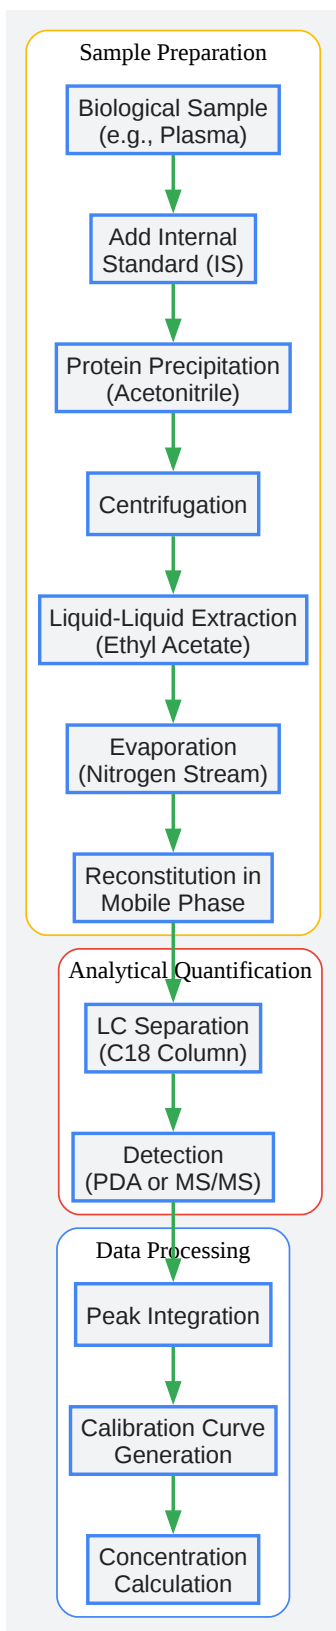 Sample Preparation
Biological Sample
(e.g., Plasma)
Add Internal
Standard (IS)
Protein Precipitation
(Acetonitrile)
Centrifugation
Liquid-Liquid Extraction
(Ethyl Acetate)
Evaporation
(Nitrogen Stream)
Reconstitution in
Mobile Phase
Analytical Quantification
LC Separation
(C18 Column)
Detection
(PDA or MS/MS)
Data Processing
Peak Integration
Calibration Curve
Generation
Concentration
Calculation